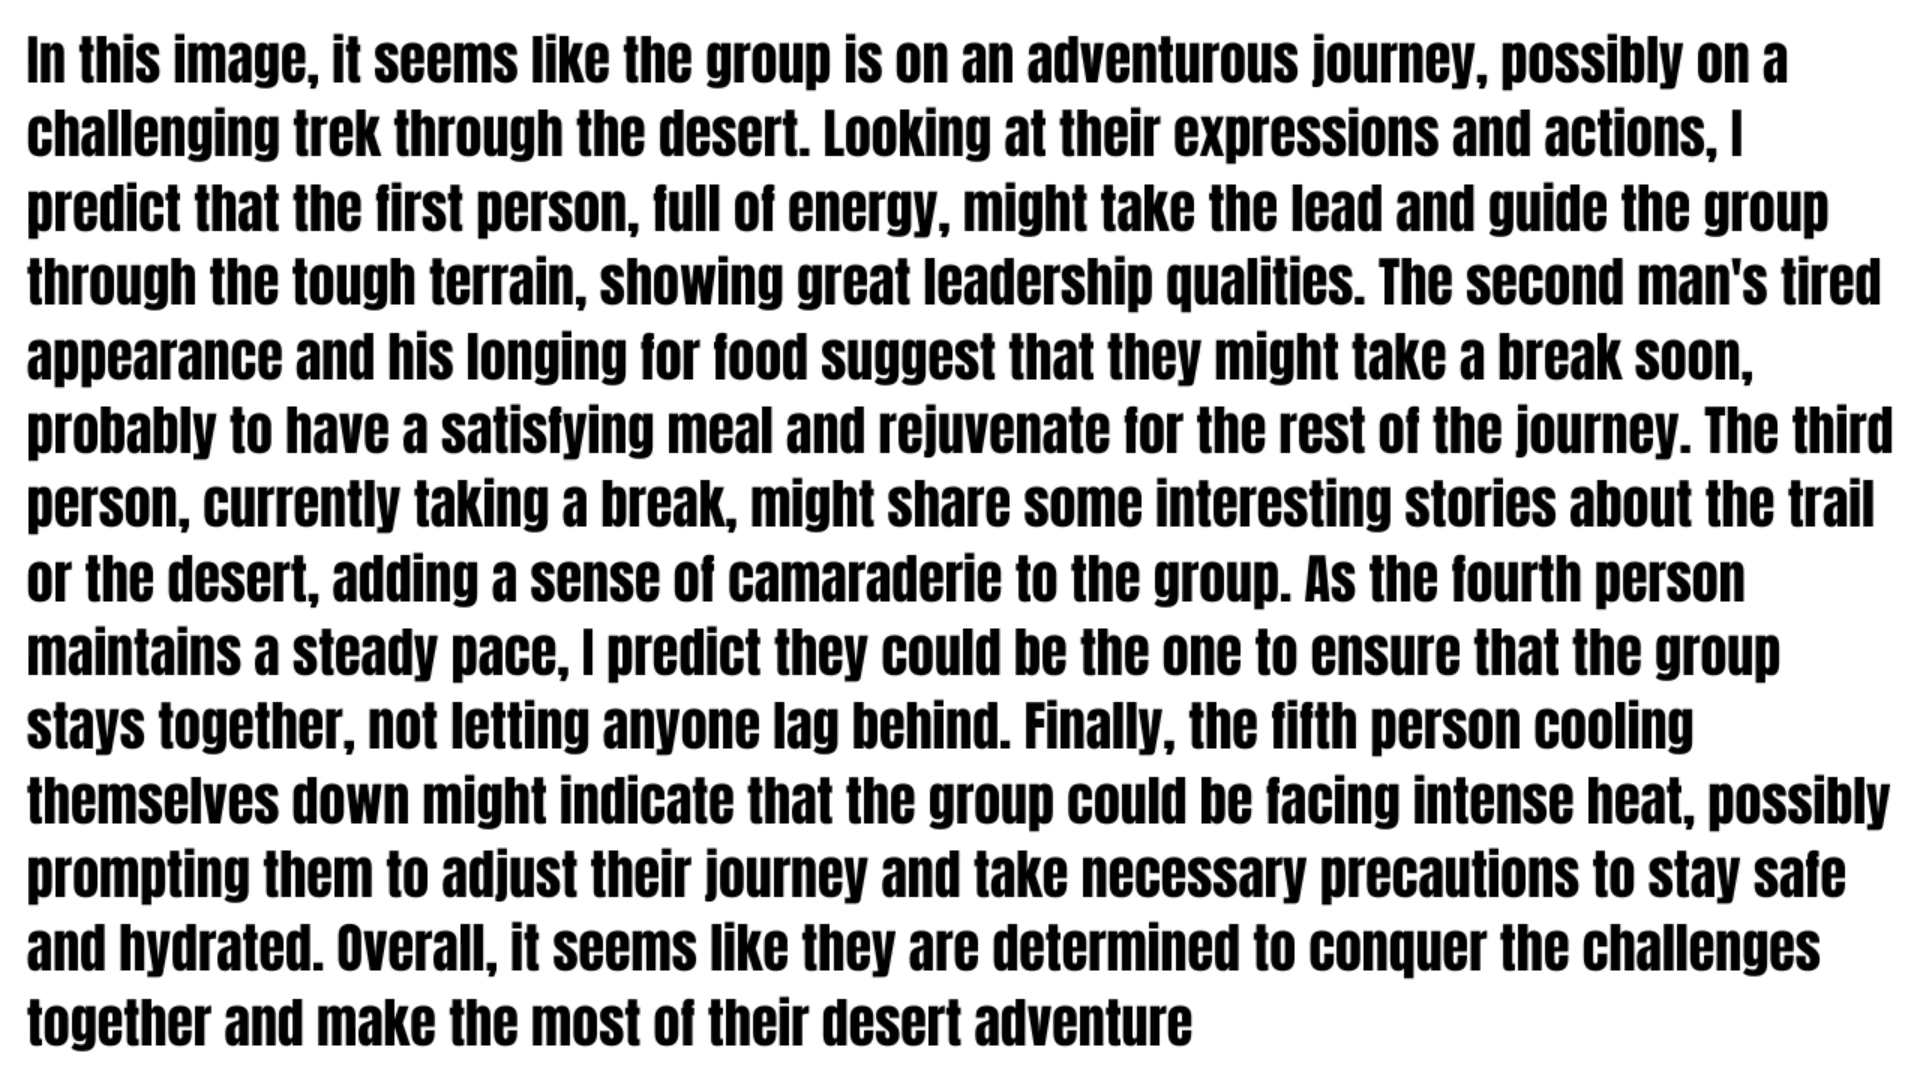 In this image, it seems like the group is on an adventurous journey, possibly on a
challenging trek through the desert. Looking at their expressions and actions, I
predict that the first person, full of energy, might take the lead and guide the group
through the tough terrain, showing great leadership qualities. The second man's tired
appearance and his longing for food suggest that they might take a break soon,
probably to have a satisfying meal and rejuvenate for the rest of the journey. The third
person, currently taking a break, might share some interesting stories about the trail
or the desert, adding a sense of camaraderie to the group. As the fourth person
maintains a steady pace, I predict they could be the one to ensure that the group
stays together, not letting anyone lag behind. Finally, the fifth person cooling
themselves down might indicate that the group could be facing intense heat, possibly
prompting them to adjust their journey and take necessary precautions to stay safe
and hydrated. Overall, it seems like they are determined to conquer the challenges
together and make the most of their desert adventure